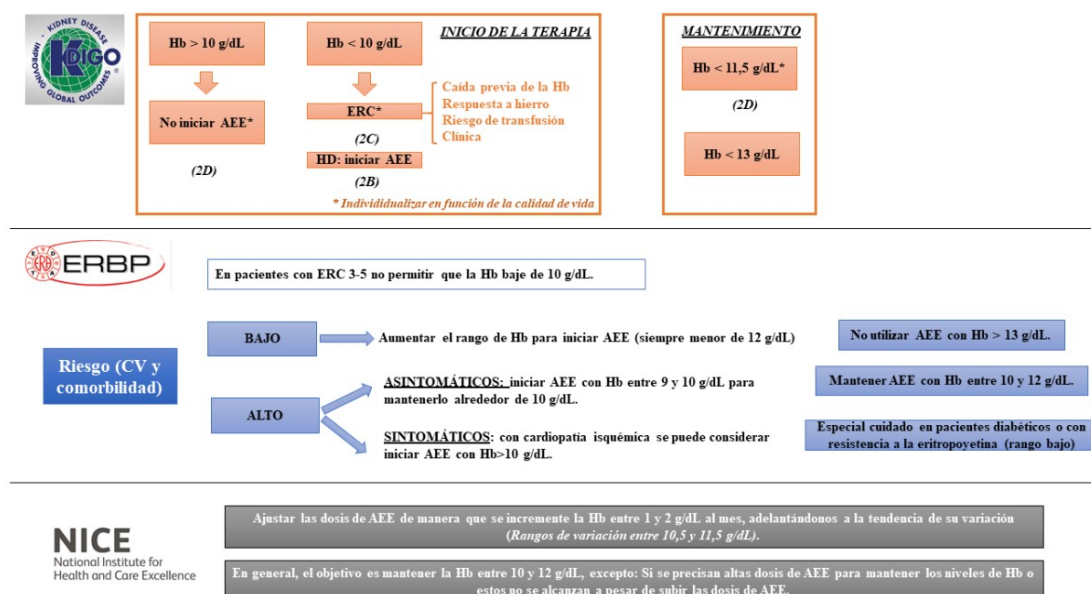 KIDNEY DISEASE
KDIGO
IMPROVING GLOBAL OUTCOMES
®
INICIO DE LA TERAPIA
Hb > 10 g/dL
No iniciar AEE*
(2D)
Hb < 10 g/dL
ERC*
(2C)
HD: iniciar AEE
(2B)
Caída previa de la Hb
Respuesta a hierro
Riesgo de transfusión
Clínica
* Individidualizar en función de la calidad de vida
MANTENIMIENTO
Hb < 11,5 g/dL*
(2D)
Hb < 13 g/dL
ERBP
En pacientes con ERC 3-5 no permitir que la Hb baje de 10 g/dL.
Riesgo (CV y
comorbilidad)
BAJO
Aumentar el rango de Hb para iniciar AEE (siempre menor de 12 g/dL)
ALTO
ASINTOMÁTICOS: iniciar AEE con Hb entre 9 y 10 g/dL para
mantenerlo alrededor de 10 g/dL.
SINTOMÁTICOS: con cardiopatía isquémica se puede considerar
iniciar AEE con Hb>10 g/dL.
No utilizar AEE con Hb > 13 g/dL.
Mantener AEE con Hb entre 10 y 12 g/dL.
Especial cuidado en pacientes diabéticos o con
resistencia a la eritropoyetina (rango bajo)
NICE
National Institute for
Health and Care Excellence
Ajustar las dosis de AEE de manera que se incremente la Hb entre 1 y 2 g/dL al mes, adelantándonos a la tendencia de su variación
(Rangos de variación entre 10,5 y 11,5 g/dL).
En general, el objetivo es mantener la Hb entre 10 y 12 g/dL, excepto: Si se precisan altas dosis de AEE para mantener los niveles de Hb o
estos no se alcanzan a pesar de subir las dosis de AEE.